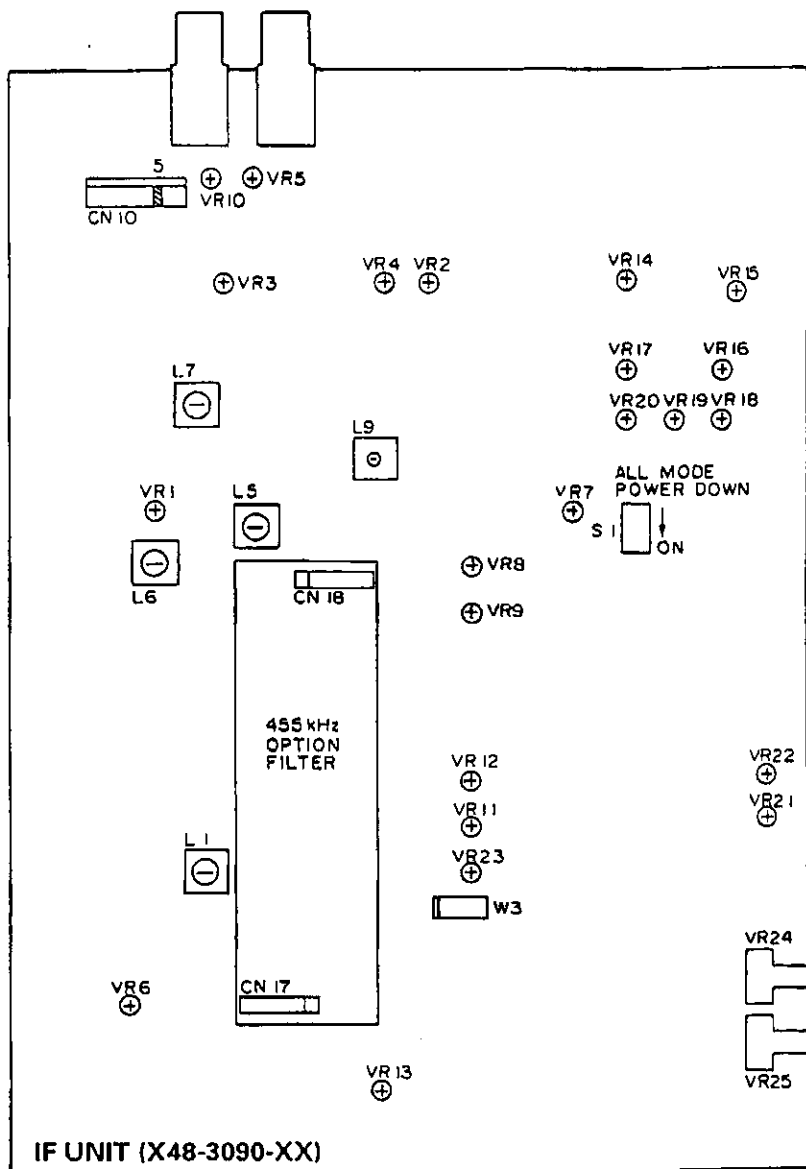 5
CN 10
VR10
VR5
VR3
VR4
VR2
VR14
VR15
L7
VR17
VR16
VR20
VR19
VR18
L9
VR1
L5
VR7
ALL MODE
POWER DOWN
S1
ON
L6
CN 18
VR8
VR9
455kHz
OPTION
FILTER
VR12
VR22
VR11
VR21
L1
VR23
W3
VR24
VR6
CN 17
VR25
VR13
IF UNIT (X48-3090-XX)